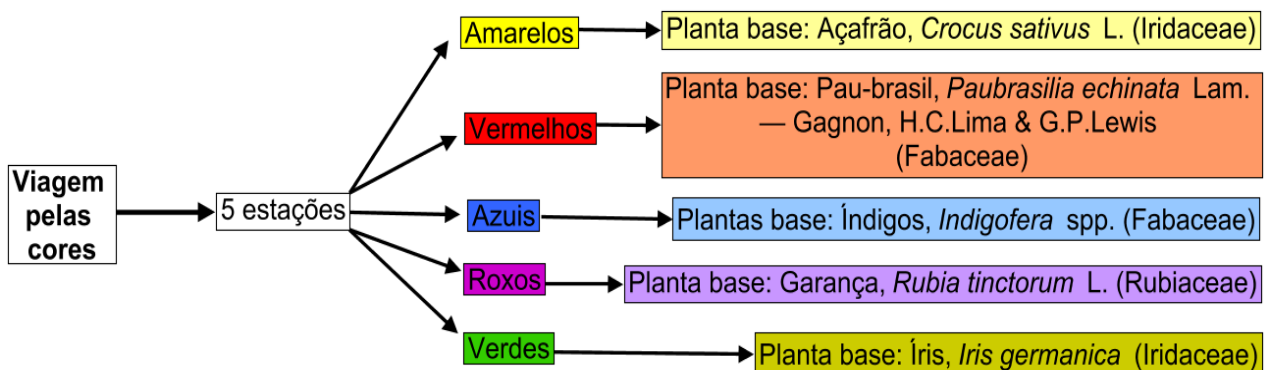 Viagem
pelas
cores
5 estações
Amarelos
Planta base: Açafrão, Crocus sativus L. (Iridaceae)
Vermelhos
Planta base: Pau-brasil, Paubrasilia echinata Lam.
— Gagnon, H.C.Lima & G.P.Lewis
(Fabaceae)
Azuis
Plantas base: Índigos, Indigofera spp. (Fabaceae)
Roxos
Planta base: Garança, Rubia tinctorum L. (Rubiaceae)
Verdes
Planta base: Íris, Iris germanica (Iridaceae)